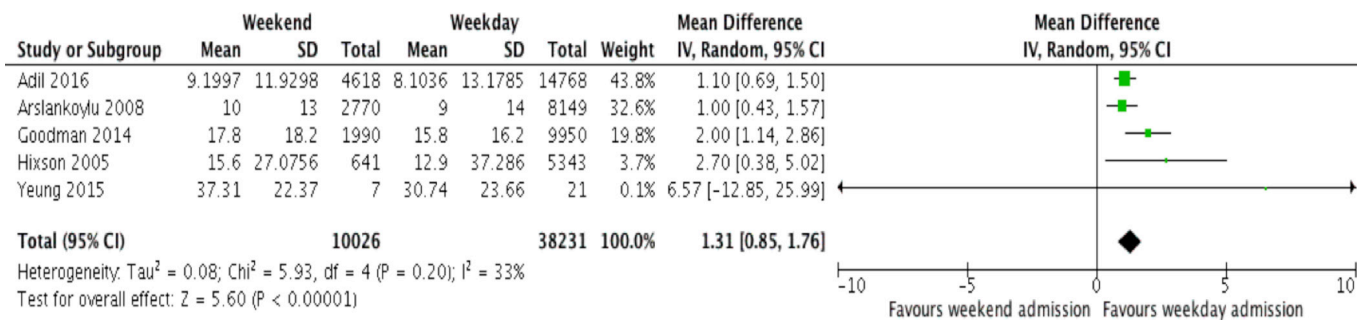 Weekend Weekday Mean Difference Mean Difference
Study or Subgroup Mean SD Total Mean SD Total Weight IV, Random, 95% CI IV, Random, 95% CI
Adil 2016 9.1997 11.9298 4618 8.1036 13.1785 14768 43.8% 1.10 [0.69, 1.50]
Arslankoylu 2008 10 13 2770 9 14 8149 32.6% 1.00 [0.43, 1.57]
Goodman 2014 17.8 18.2 1990 15.8 16.2 9950 19.8% 2.00 [1.14, 2.86]
Hixson 2005 15.6 27.0756 641 12.9 37.286 5343 3.7% 2.70 [0.38, 5.02]
Yeung 2015 37.31 22.37 7 30.74 23.66 21 0.1% 6.57 [-12.85, 25.99]
Total (95% CI) 10026 38231 100.0% 1.31 [0.85, 1.76]
Heterogeneity: Tau² = 0.08; Chi² = 5.93, df = 4 (P = 0.20); I² = 33%
Test for overall effect: Z = 5.60 (P < 0.00001)
-10 -5 0 5 10
Favours weekend admission Favours weekday admission